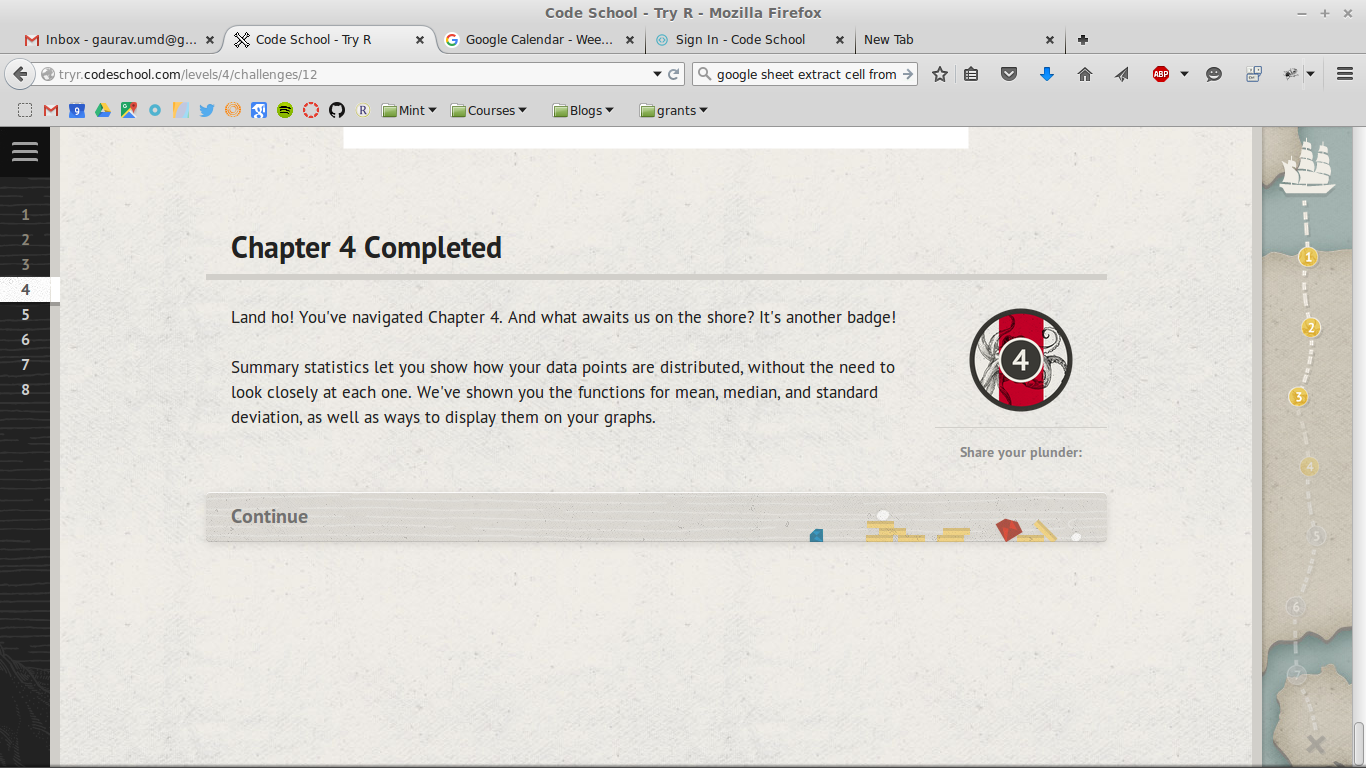 Code School - Try R - Mozilla Firefox
Inbox - gaurav.umd@g... Code School - Try R Google Calendar - Wee... Sign In - Code School New Tab
tryr.codeschool.com/levels/4/challenges/12 google sheet extract cell from ABP
9 R Mint Courses Blogs grants
1
2
3
4
5
6
7
8
Chapter 4 Completed
Land ho! You've navigated Chapter 4. And what awaits us on the shore? It's another badge!
Summary statistics let you show how your data points are distributed, without the need to
look closely at each one. We've shown you the functions for mean, median, and standard
deviation, as well as ways to display them on your graphs.
4
Share your plunder:
Continue
1
2
3
4
5
6
7